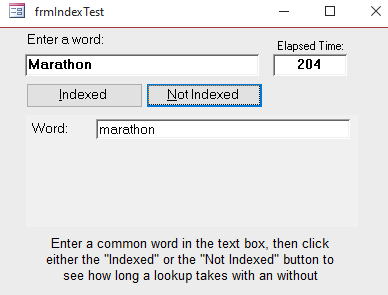 frmIndexTest
Enter a word:
Elapsed Time:
Marathon
204
Indexed
Not Indexed
Word:
marathon
Enter a common word in the text box, then click
either the "Indexed" or the "Not Indexed" button to
see how long a lookup takes with an without